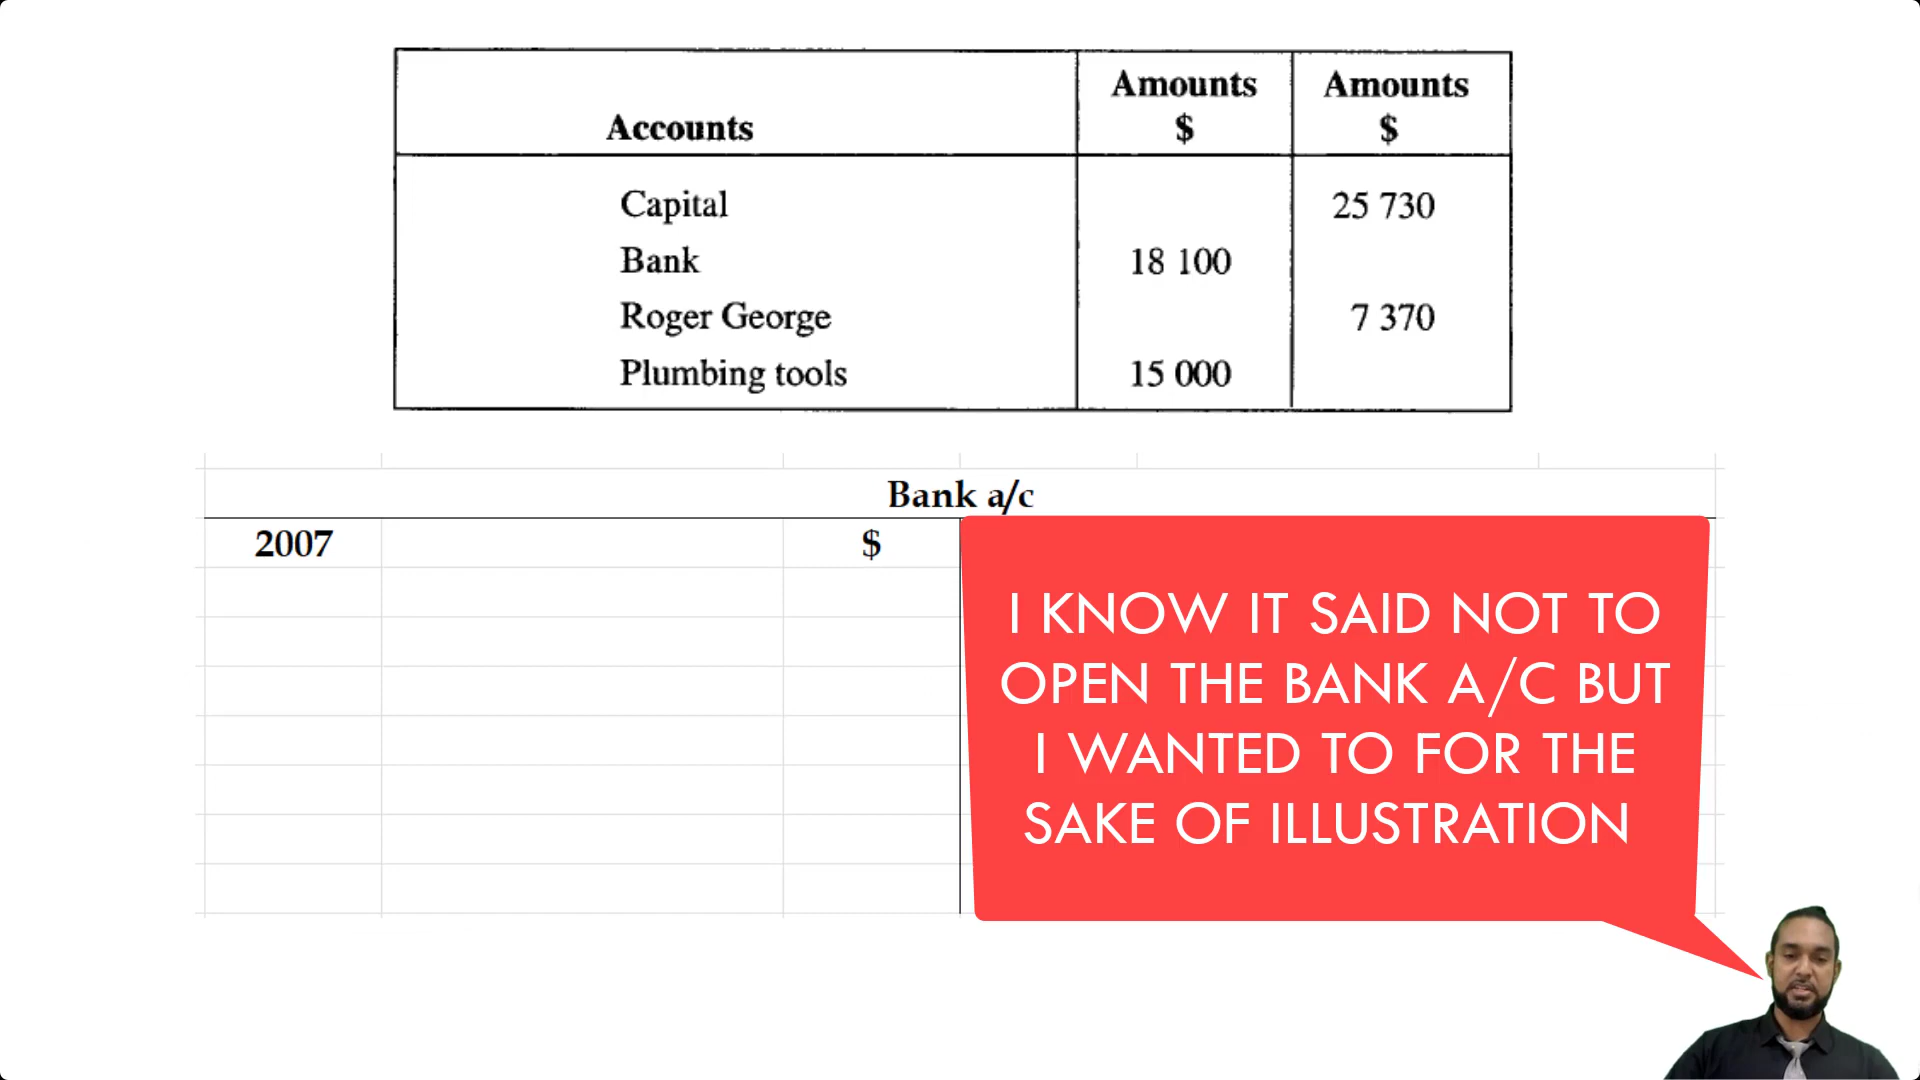 Accounts Amounts $ Amounts $
Capital 25 730
Bank 18 100
Roger George 7 370
Plumbing tools 15 000
Bank a/c
2007 $
I KNOW IT SAID NOT TO
OPEN THE BANK A/C BUT
I WANTED TO FOR THE
SAKE OF ILLUSTRATION